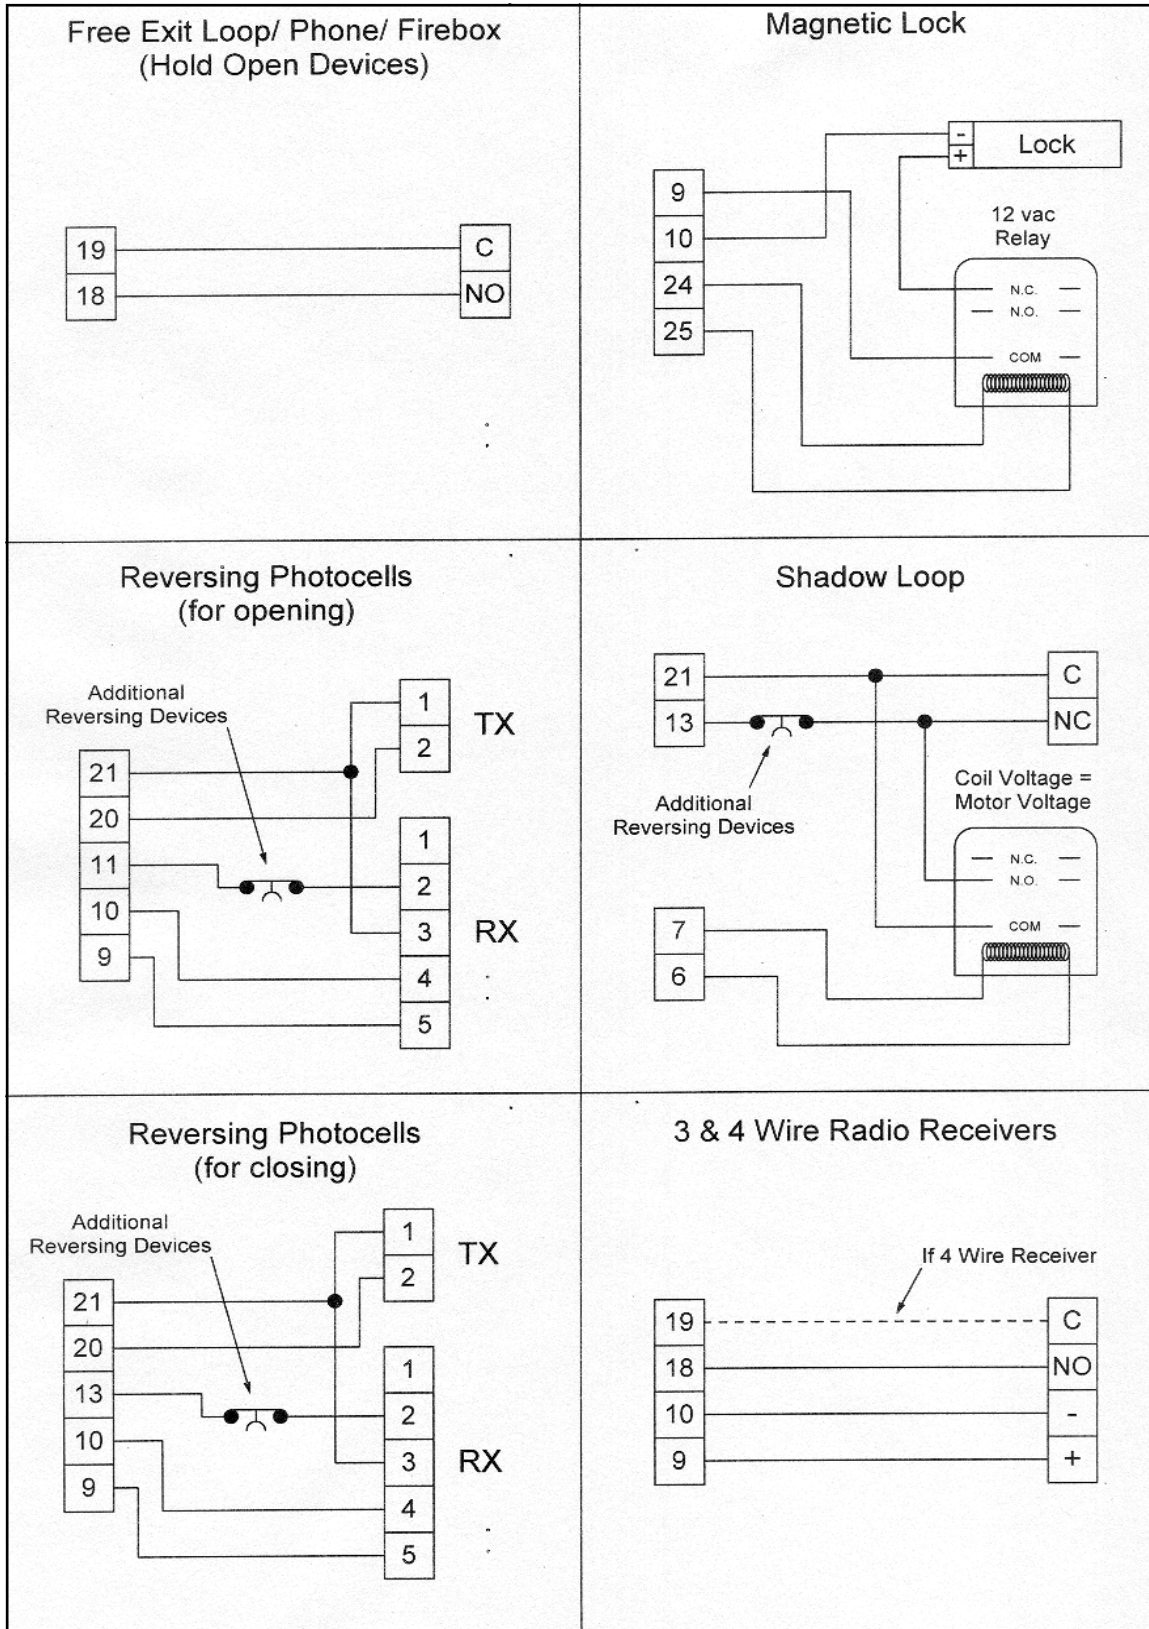 Free Exit Loop/ Phone/ Firebox
(Hold Open Devices)
19
C
18
NO
Magnetic Lock
-
+
Lock
9
10
24
25
12 vac
Relay
N.C.
N.O.
COM
Reversing Photocells
(for opening)
Additional
Reversing Devices
1
2
TX
21
20
11
10
9
1
2
3
4
5
RX
Shadow Loop
21
C
13
NC
Additional
Reversing Devices
Coil Voltage =
Motor Voltage
N.C.
N.O.
COM
7
6
Reversing Photocells
(for closing)
Additional
Reversing Devices
1
2
TX
21
20
13
10
9
1
2
3
4
5
RX
3 & 4 Wire Radio Receivers
If 4 Wire Receiver
19
C
18
NO
10
-
9
+